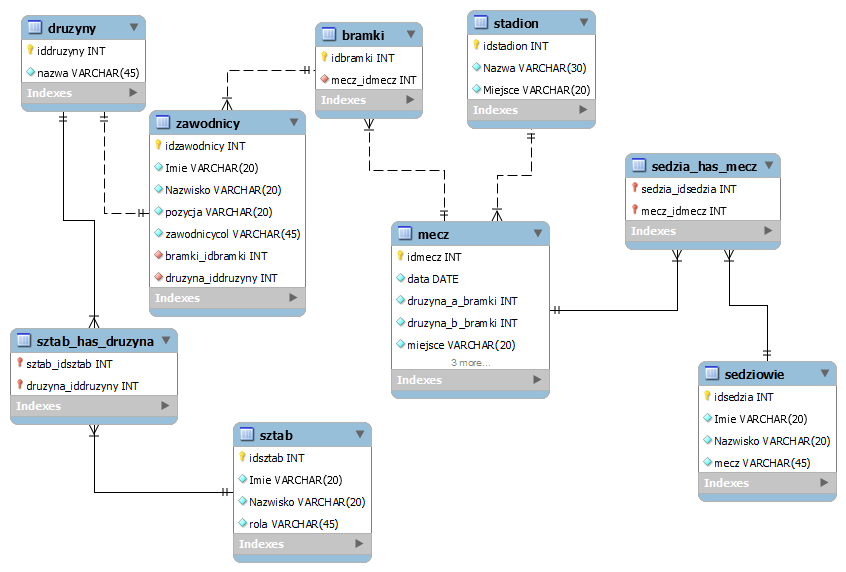 druzyny
iddruzyny INT
nazwa VARCHAR(45)
Indexes
bramki
idbramki INT
mecz_idmecz INT
Indexes
stadion
idstadion INT
Nazwa VARCHAR(30)
Miejsce VARCHAR(20)
Indexes
zawodnicy
idzawodnicy INT
Imie VARCHAR(20)
Nazwisko VARCHAR(20)
pozycja VARCHAR(20)
zawodnicycol VARCHAR(45)
bramki_idbramki INT
druzyna_iddruzyny INT
Indexes
sedzia_has_mecz
sedzia_idsedzia INT
mecz_idmecz INT
Indexes
mecz
idmecz INT
data DATE
druzyna_a_bramki INT
druzyna_b_bramki INT
miejsce VARCHAR(20)
3 more...
Indexes
sztab_has_druzyna
sztab_idsztab INT
druzyna_iddruzyny INT
Indexes
sedziowie
idsedzia INT
Imie VARCHAR(20)
Nazwisko VARCHAR(20)
mecz VARCHAR(45)
Indexes
sztab
idsztab INT
Imie VARCHAR(20)
Nazwisko VARCHAR(20)
rola VARCHAR(45)
Indexes